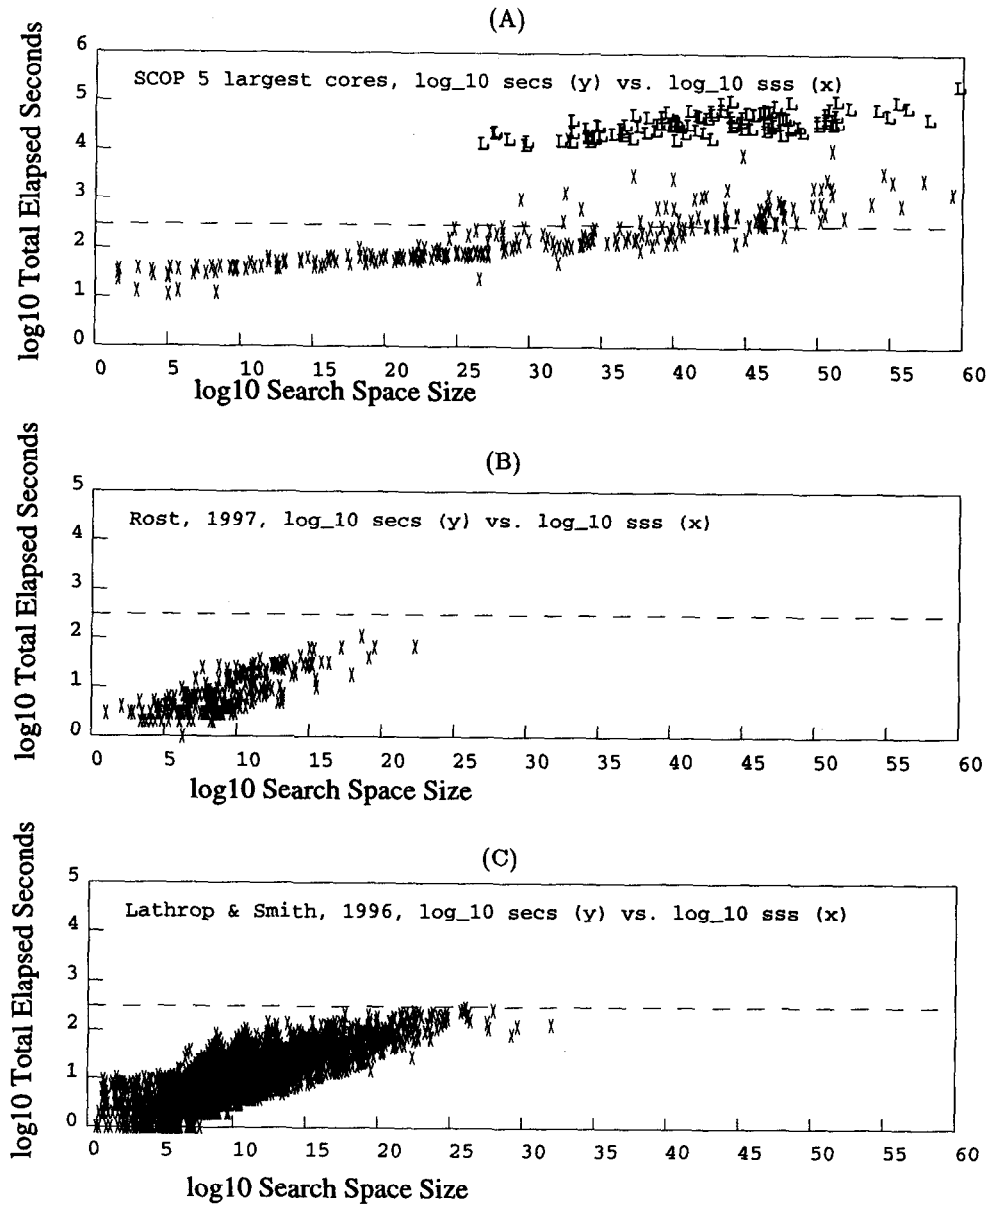 (A)
log10 Total Elapsed Seconds
6
SCOP 5 largest cores, log_10 secs (y) vs. log_10 sss (x)
5
4
3
2
1
0
0 5 10 15 20 25 30 35 40 45 50 55 60
log10 Search Space Size
(B)
log10 Total Elapsed Seconds
5
Rost, 1997, log_10 secs (y) vs. log_10 sss (x)
4
3
2
1
0
0 5 10 15 20 25 30 35 40 45 50 55 60
log10 Search Space Size
(C)
log10 Total Elapsed Seconds
5
Lathrop & Smith, 1996, log_10 secs (y) vs. log_10 sss (x)
4
3
2
1
0
0 5 10 15 20 25 30 35 40 45 50 55 60
log10 Search Space Size